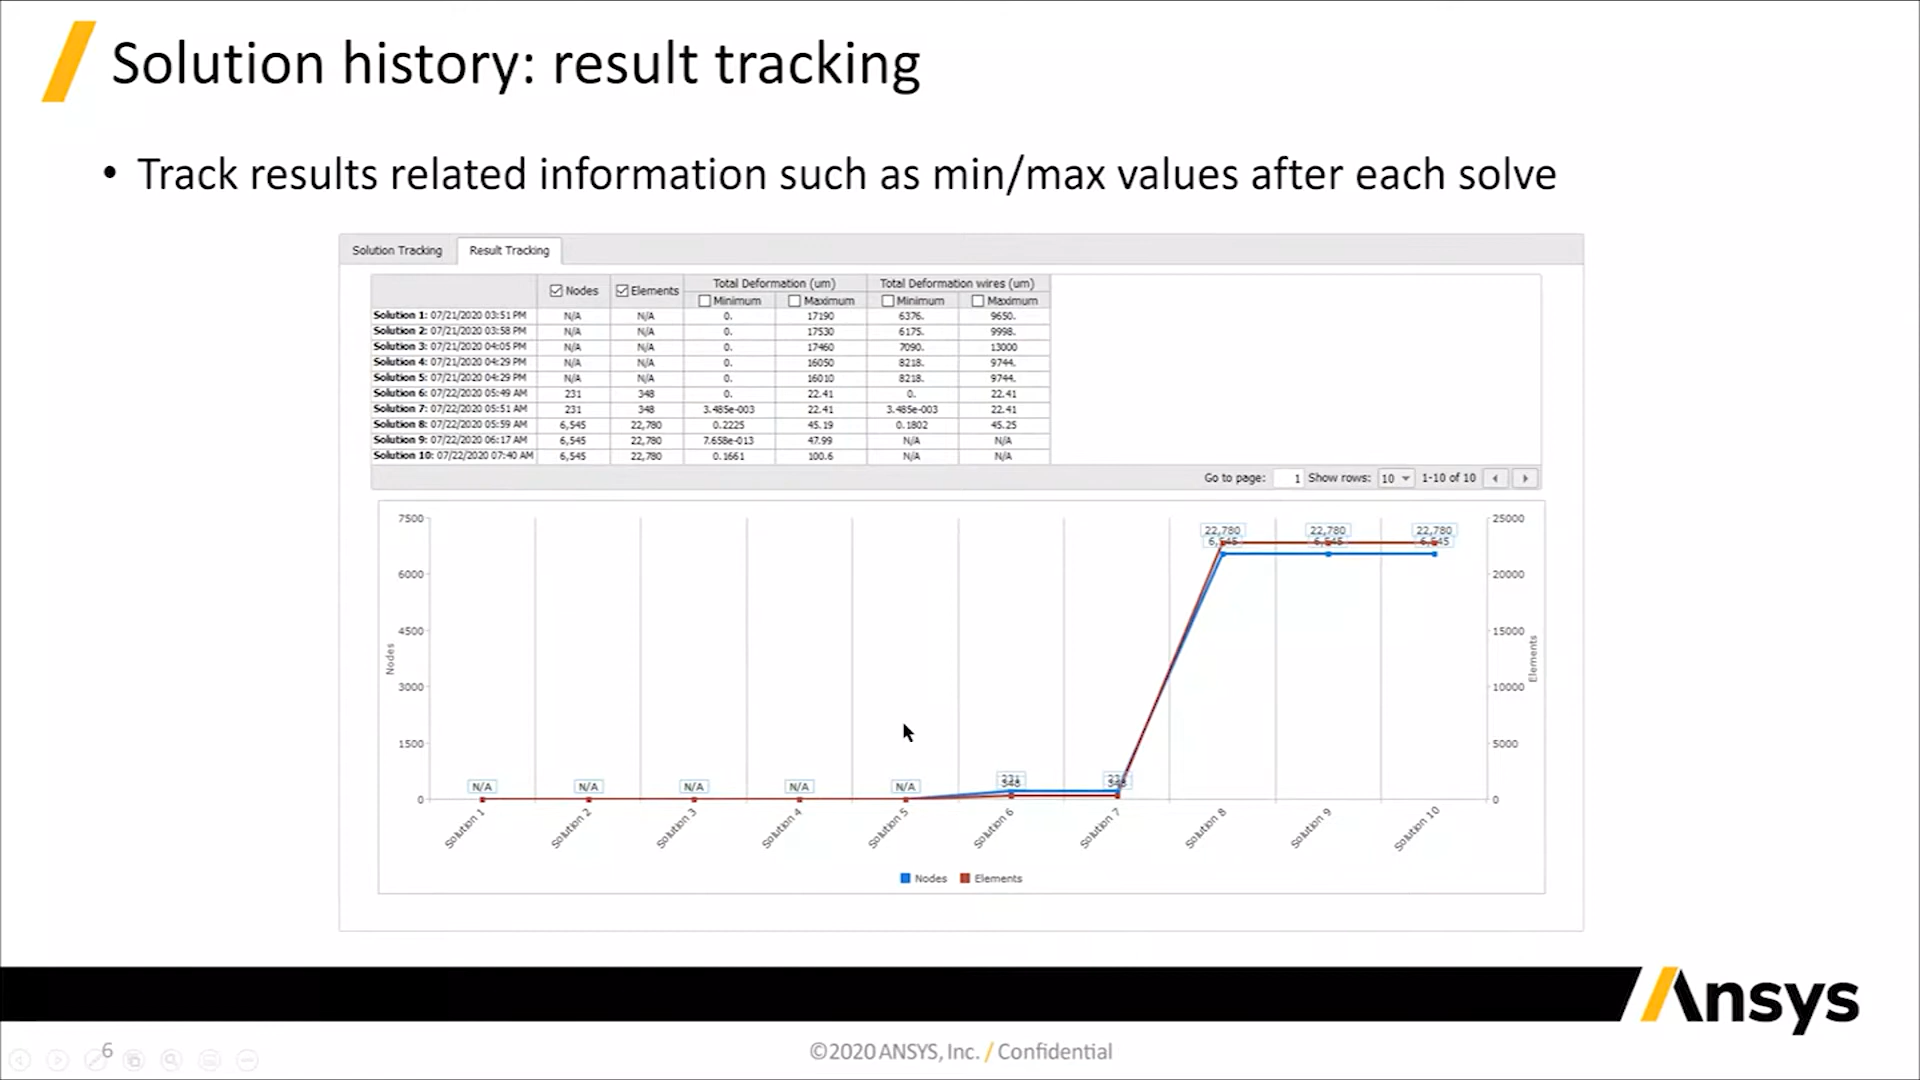 Solution history: result tracking
• Track results related information such as min/max values after each solve
Solution Tracking Result Tracking
Nodes Elements Total Deformation (um) Total Deformation wires (um)
Minimum Maximum Minimum Maximum
Solution 1: 07/21/2020 03:51 PM N/A N/A 0. 17190 6376. 9650.
Solution 2: 07/21/2020 03:58 PM N/A N/A 0. 17530 6175. 9998.
Solution 3: 07/21/2020 04:05 PM N/A N/A 0. 17460 7090. 13000
Solution 4: 07/21/2020 04:29 PM N/A N/A 0. 16050 8218. 9744.
Solution 5: 07/21/2020 04:29 PM N/A N/A 0. 16010 8218. 9744.
Solution 6: 07/22/2020 05:49 AM 231 348 0. 22.41 0. 22.41
Solution 7: 07/22/2020 05:51 AM 231 348 3.485e-003 22.41 3.485e-003 22.41
Solution 8: 07/22/2020 05:59 AM 6,545 22,780 0.2225 45.19 0.1802 45.25
Solution 9: 07/22/2020 06:17 AM 6,545 22,780 7.658e-013 47.99 N/A N/A
Solution 10: 07/22/2020 07:40 AM 6,545 22,780 0.1661 100.6 N/A N/A
Go to page: 1 Show rows: 10 1-10 of 10
7500 25000
22,780 22,780 22,780
6,545 6,545 6,545
6000 20000
4500 15000
Nodes Elements
3000 10000
1500 5000
N/A N/A N/A N/A N/A 231 348 231 348
0 0
Solution 1 Solution 2 Solution 3 Solution 4 Solution 5 Solution 6 Solution 7 Solution 8 Solution 9 Solution 10
Nodes Elements
Ansys
6
©2020 ANSYS, Inc. / Confidential